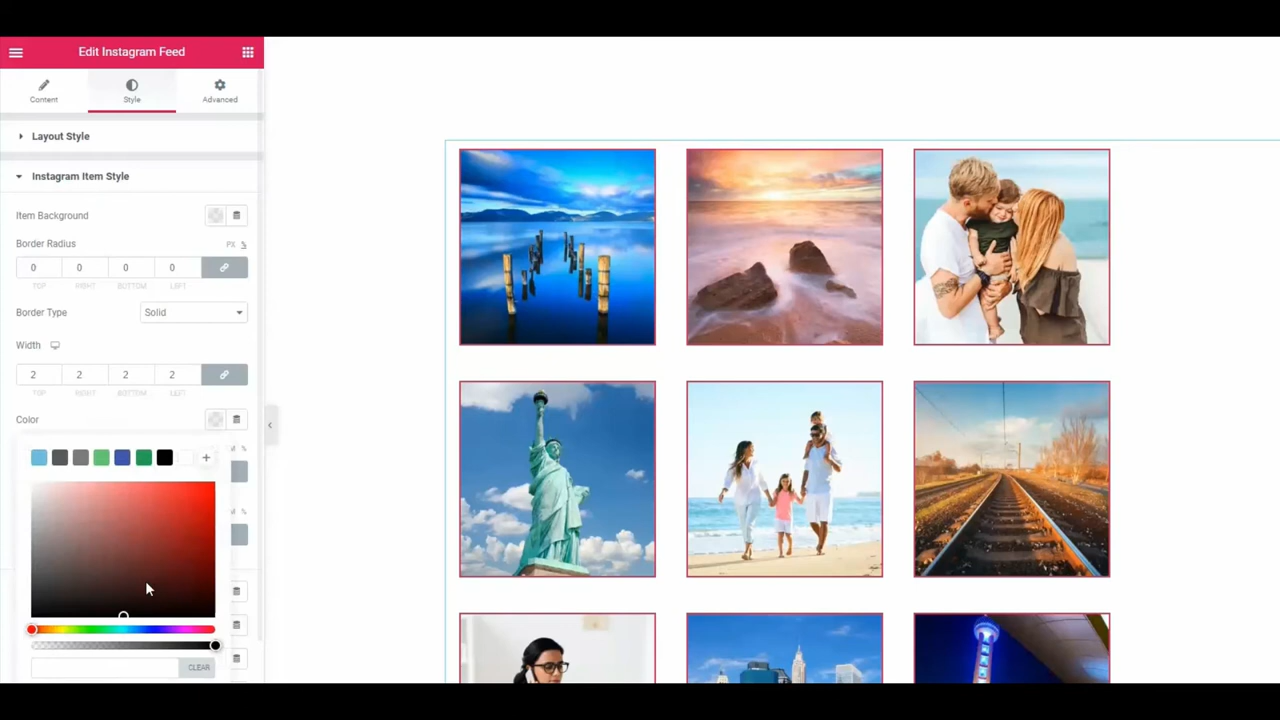 Edit Instagram Feed
Content
Style
Advanced
Layout Style
Instagram Item Style
Item Background
Border Radius
PX %
0 0 0 0
TOP RIGHT BOTTOM LEFT
Border Type
Solid
Width
2 2 2 2
TOP RIGHT BOTTOM LEFT
Color
M %
M %
CLEAR